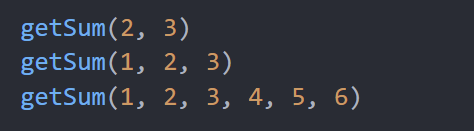 getSum(2, 3)
getSum(1, 2, 3)
getSum(1, 2, 3, 4, 5, 6)